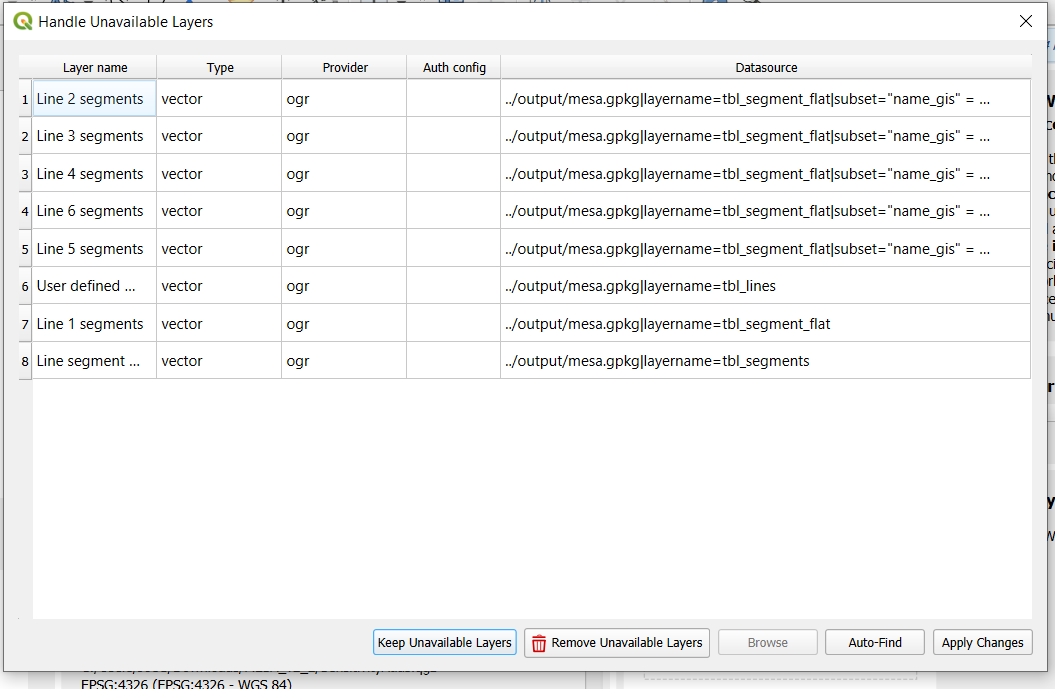 Handle Unavailable Layers
Layer name Type Provider Auth config Datasource
1 Line 2 segments vector ogr ../output/mesa.gpkg|layername=tbl_segment_flat|subset="name_gis" = ...
2 Line 3 segments vector ogr ../output/mesa.gpkg|layername=tbl_segment_flat|subset="name_gis" = ...
3 Line 4 segments vector ogr ../output/mesa.gpkg|layername=tbl_segment_flat|subset="name_gis" = ...
4 Line 6 segments vector ogr ../output/mesa.gpkg|layername=tbl_segment_flat|subset="name_gis" = ...
5 Line 5 segments vector ogr ../output/mesa.gpkg|layername=tbl_segment_flat|subset="name_gis" = ...
6 User defined ... vector ogr ../output/mesa.gpkg|layername=tbl_lines
7 Line 1 segments vector ogr ../output/mesa.gpkg|layername=tbl_segment_flat
8 Line segment ... vector ogr ../output/mesa.gpkg|layername=tbl_segments
Keep Unavailable Layers Remove Unavailable Layers Browse Auto-Find Apply Changes
EPSG:4326 (EPSG:4326 - WGS 84)